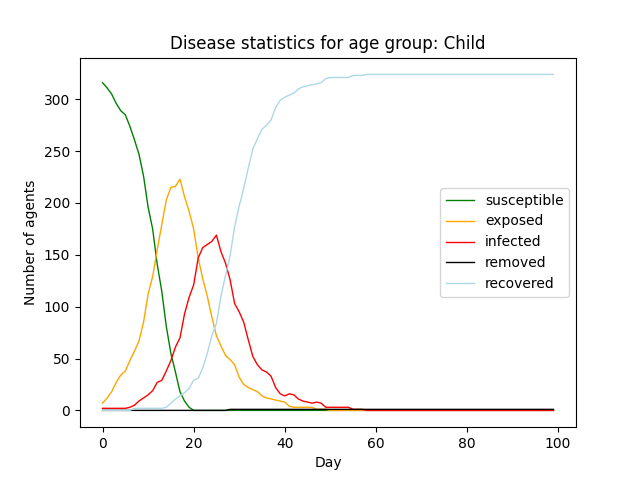 Disease statistics for age group: Child
Number of agents
300
250
200
150
100
50
0
susceptible
exposed
infected
removed
recovered
0 20 40 60 80 100
Day